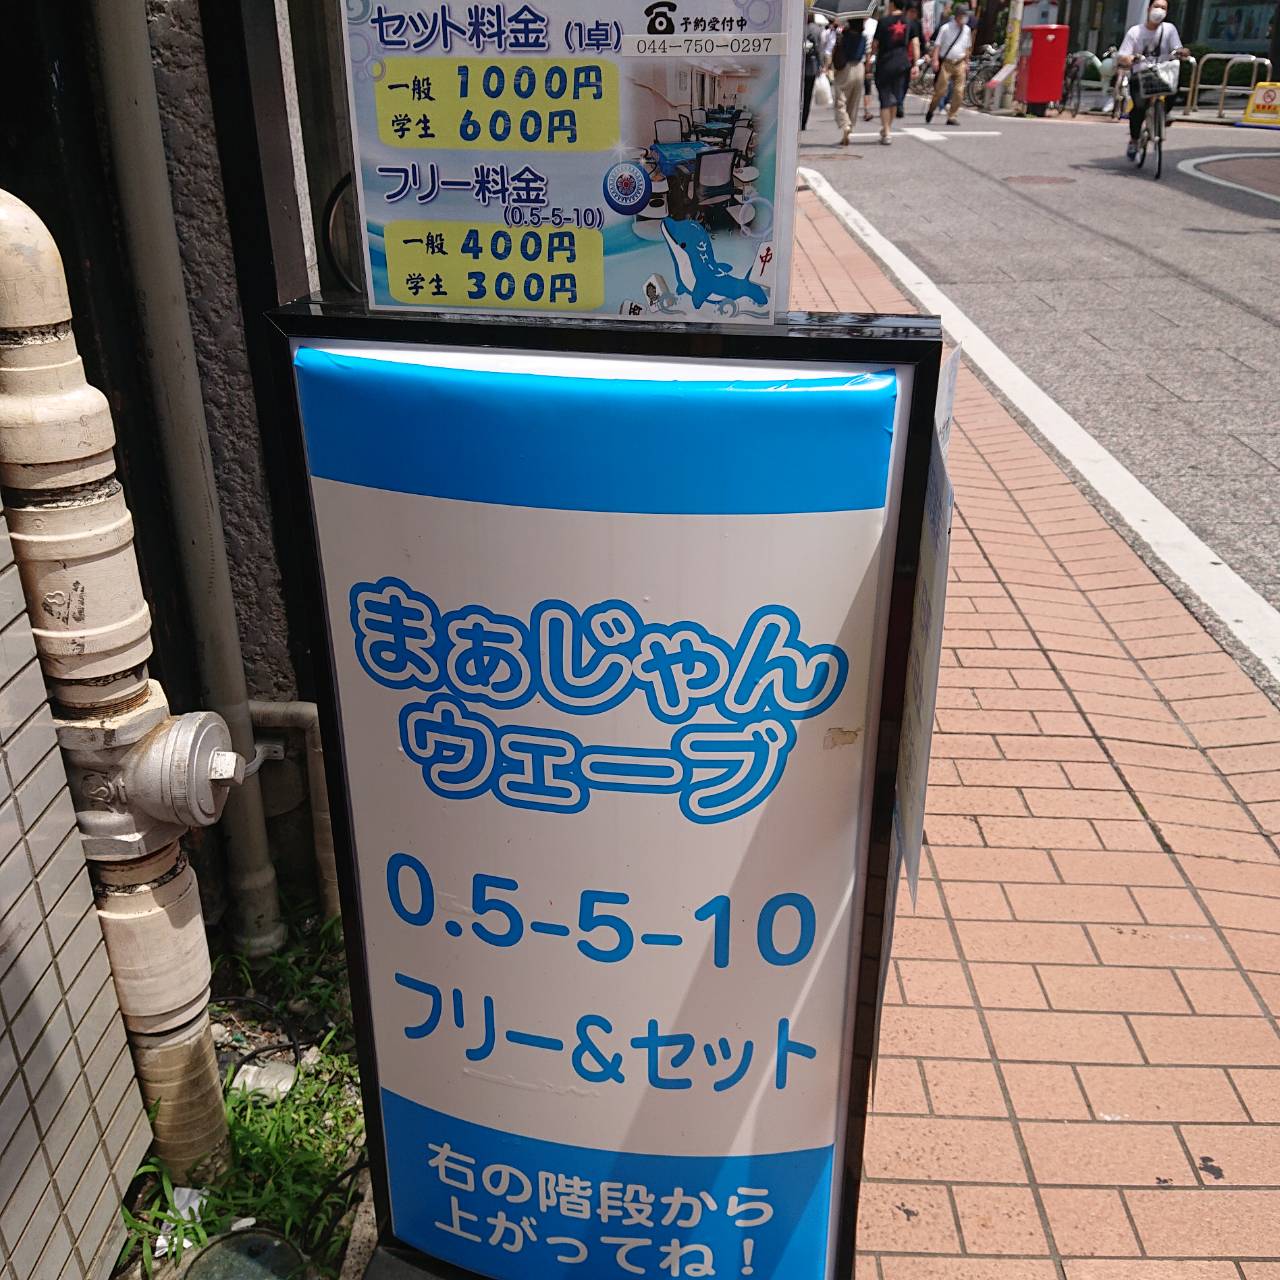 セット料金 (1卓)
予約受付中
044-750-0297
一般 1000円
学生 600円
フリー料金
(0.5-5-10)
一般 400円
学生 300円
中
まぁじゃん
ウェーブ
0.5-5-10
フリー&セット
右の階段から
上がってね！